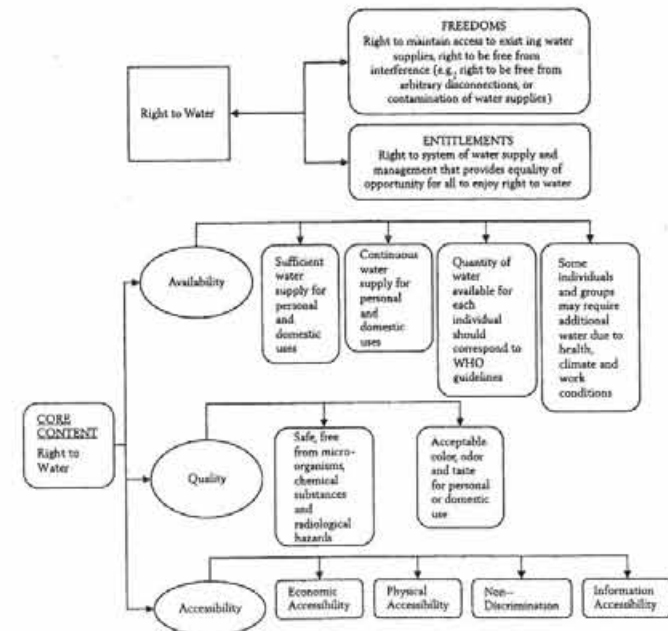 FREEDOMS
Right to maintain access to exist ing water
supplies, right to be free from
interference (e.g., right to be free from
arbitrary disconnections, or
contamination of water supplies)
Right to Water
ENTITLEMENTS
Right to system of water supply and
management that provides equality of
opportunity for all to enjoy right to water
Availability
Sufficient
water
supply for
personal
and
domestic
uses
Continuous
water
supply for
personal
and
domestic
uses
Quantity of
water
available for
each
individual
should
correspond to
WHO
guidelines
Some
individuals
and groups
may require
additional
water due to
health,
climate and
work
conditions
CORE
CONTENT
Right to
Water
Quality
Safe, free
from micro-
organisms,
chemical
substances
and
radiological
hazards
Acceptable
color, odor
and taste
for personal
or domestic
use
Accessibility
Economic
Accessibility
Physical
Accessibility
Non-
Discrimination
Information
Accessibility